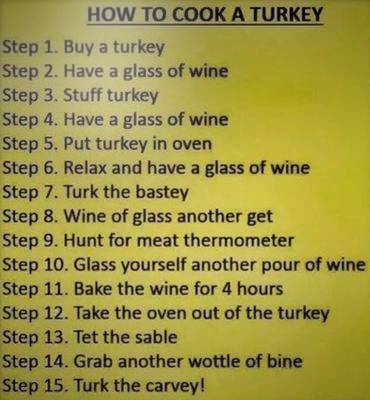 HOW TO COOK A TURKEY
Step 1. Buy a turkey
Step 2. Have a glass of wine
Step 3. Stuff turkey
Step 4. Have a glass of wine
Step 5. Put turkey in oven
Step 6. Relax and have a glass of wine
Step 7. Turk the bastey
Step 8. Wine of glass another get
Step 9. Hunt for meat thermometer
Step 10. Glass yourself another pour of wine
Step 11. Bake the wine for 4 hours
Step 12. Take the oven out of the turkey
Step 13. Tet the sable
Step 14. Grab another wottle of bine
Step 15. Turk the carvey!